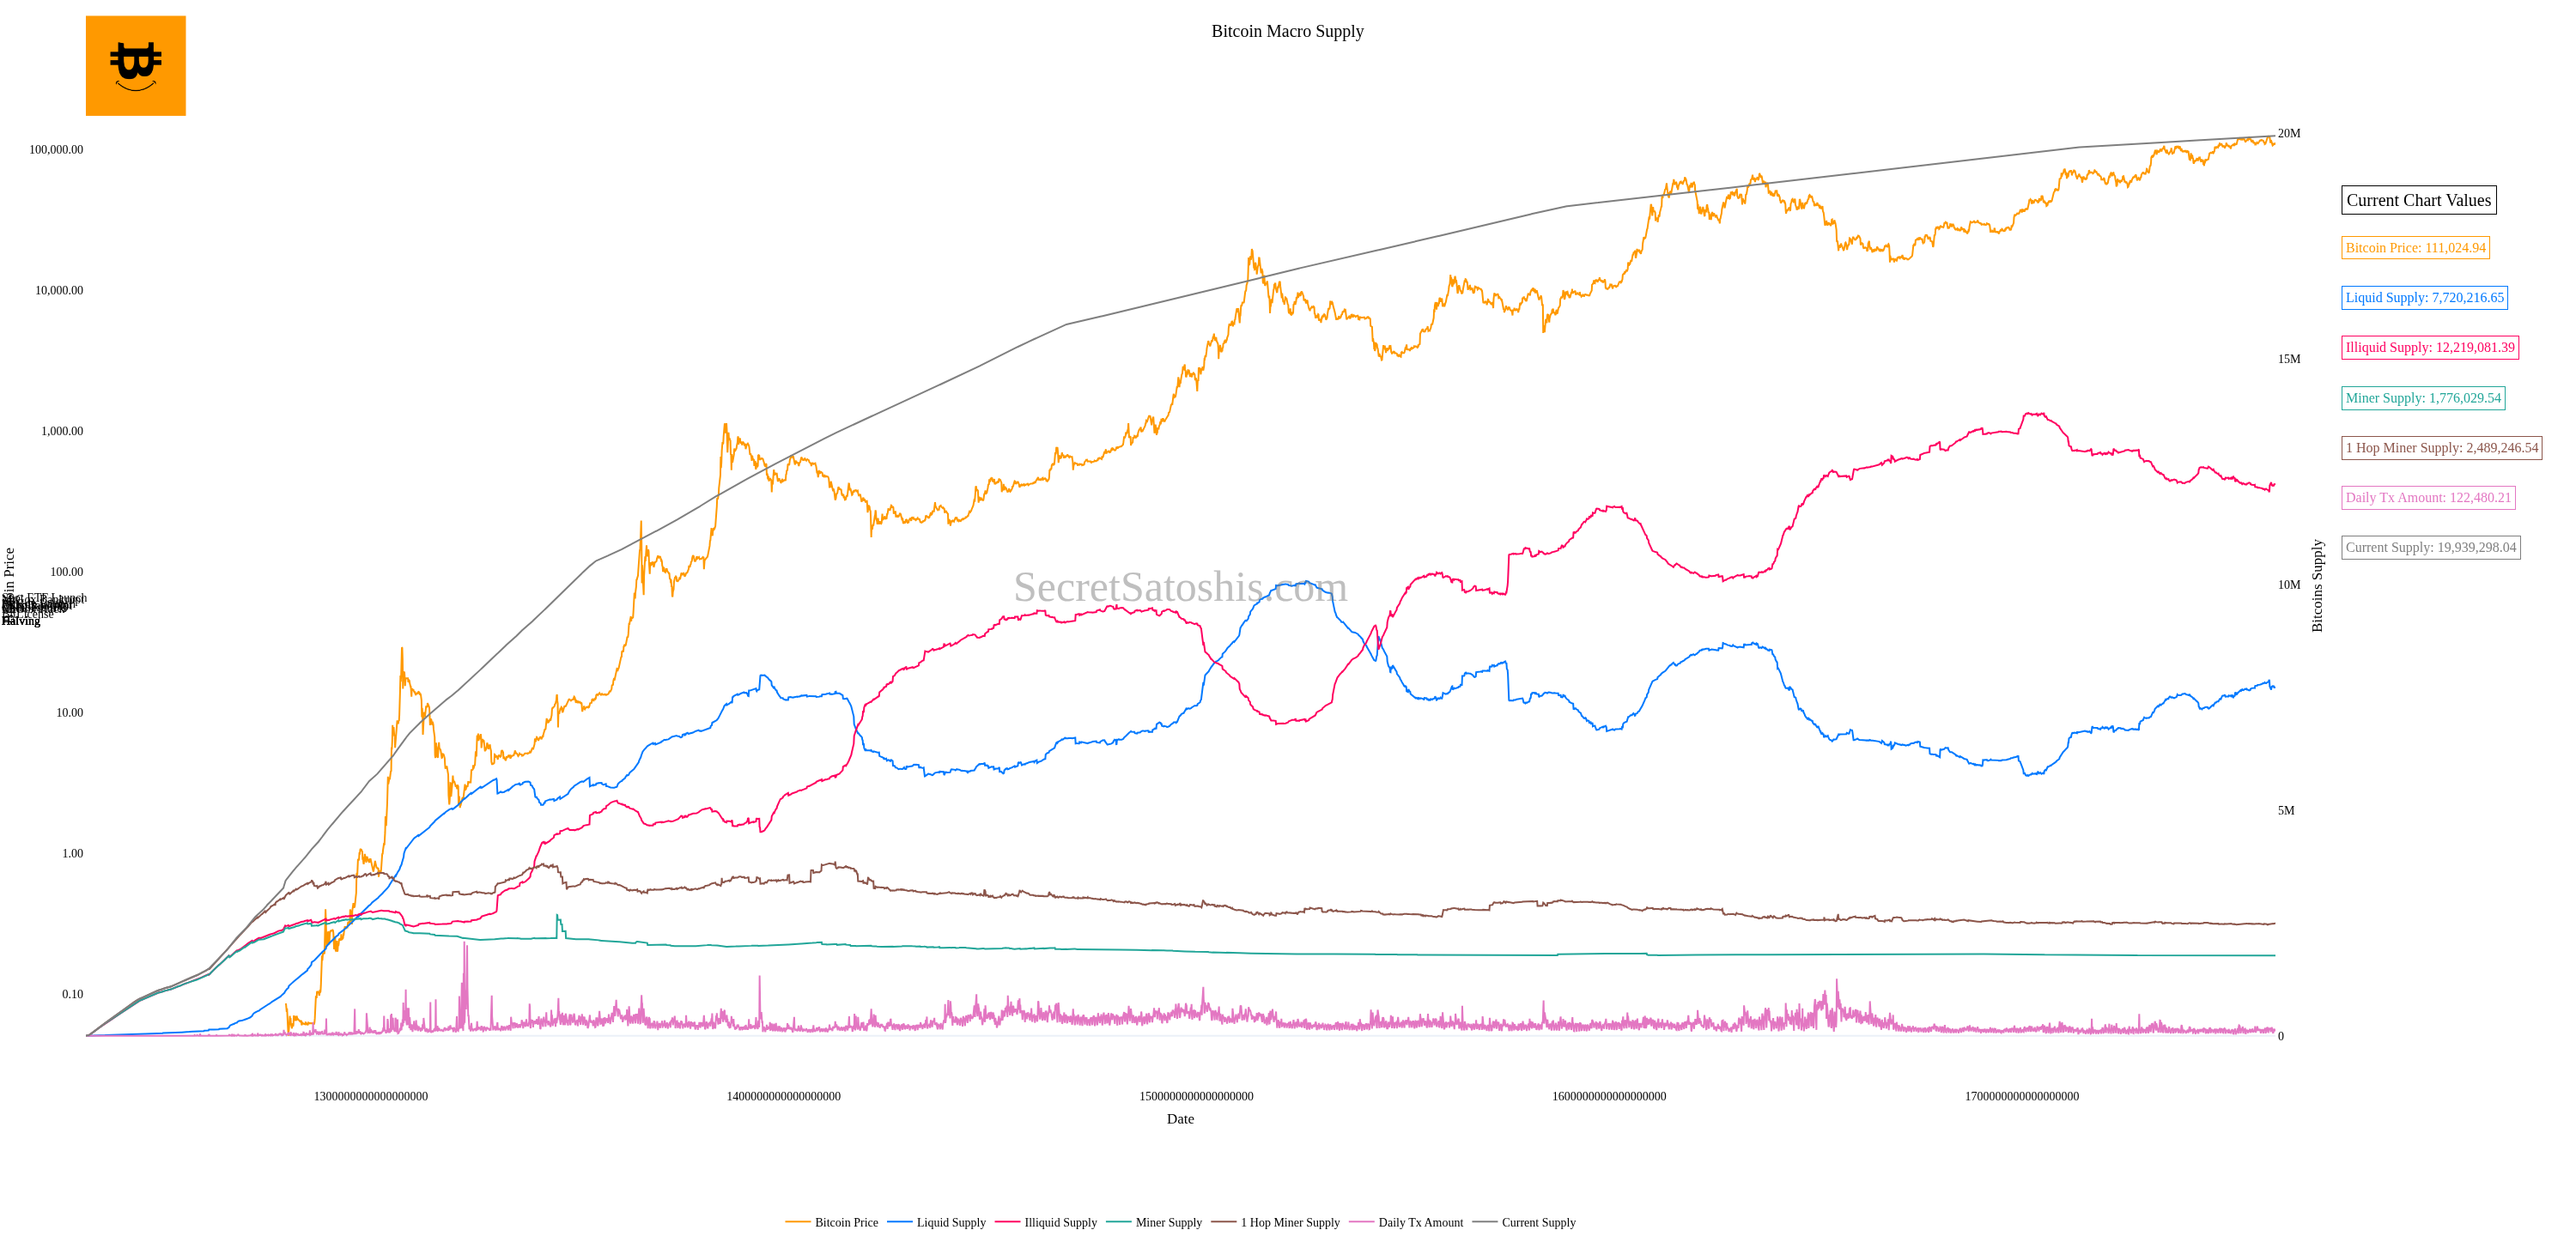 Bitcoin Macro Supply
100,000.00
10,000.00
1,000.00
100.00
10.00
1.00
0.10
Bitcoin Price
Halving
20M
15M
10M
5M
0
Bitcoins Supply
SecretSatoshis.com
Current Chart Values
Bitcoin Price: 111,024.94
Liquid Supply: 7,720,216.65
Illiquid Supply: 12,219,081.39
Miner Supply: 1,776,029.54
1 Hop Miner Supply: 2,489,246.54
Daily Tx Amount: 122,480.21
Current Supply: 19,939,298.04
1300000000000000000
1400000000000000000
1500000000000000000
1600000000000000000
1700000000000000000
Date
Bitcoin Price
Liquid Supply
Illiquid Supply
Miner Supply
1 Hop Miner Supply
Daily Tx Amount
Current Supply